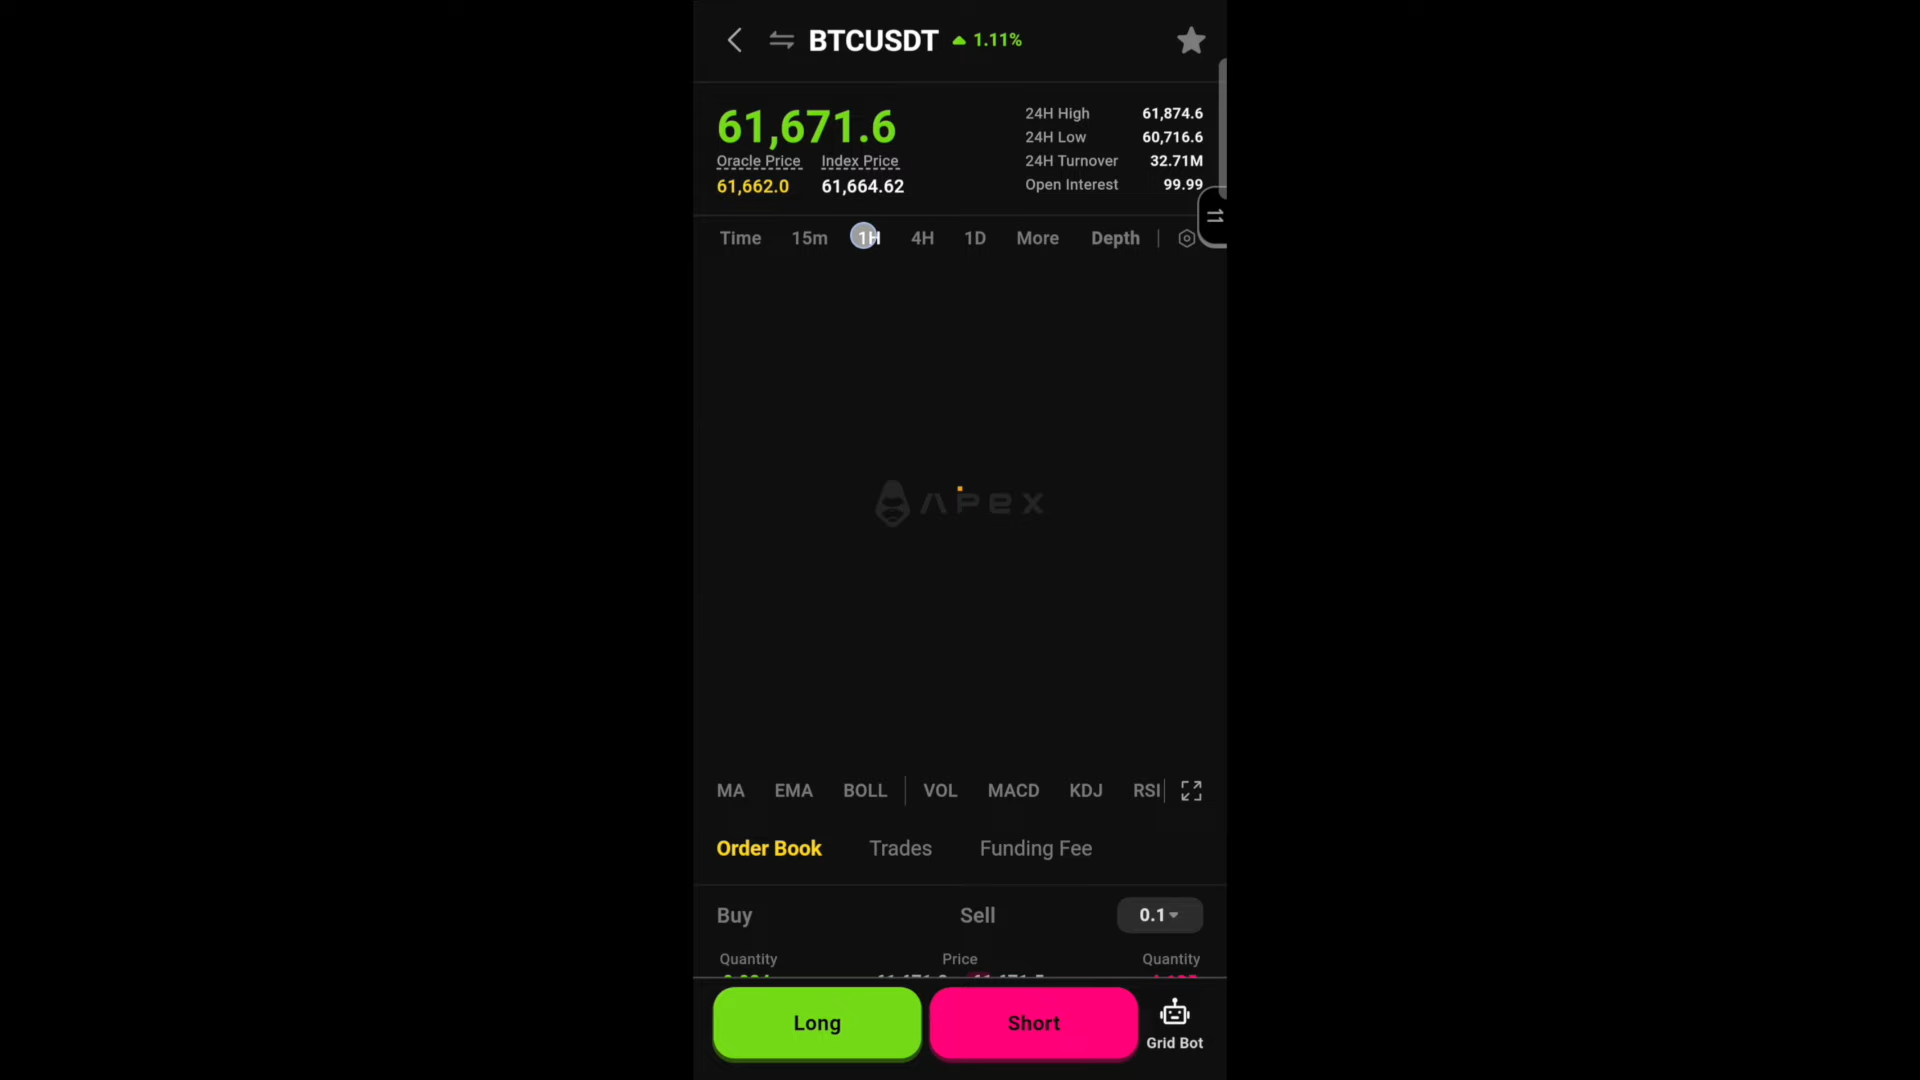 BTCUSDT 1.11%
61,671.6
Oracle Price Index Price
61,662.0 61,664.62
24H High 61,874.6
24H Low 60,716.6
24H Turnover 32.71M
Open Interest 99.99
Time 15m 1H 4H 1D More Depth
Apex
MA EMA BOLL VOL MACD KDJ RSI
Order Book Trades Funding Fee
Buy Sell 0.1
Quantity Price Quantity
Long Short Grid Bot